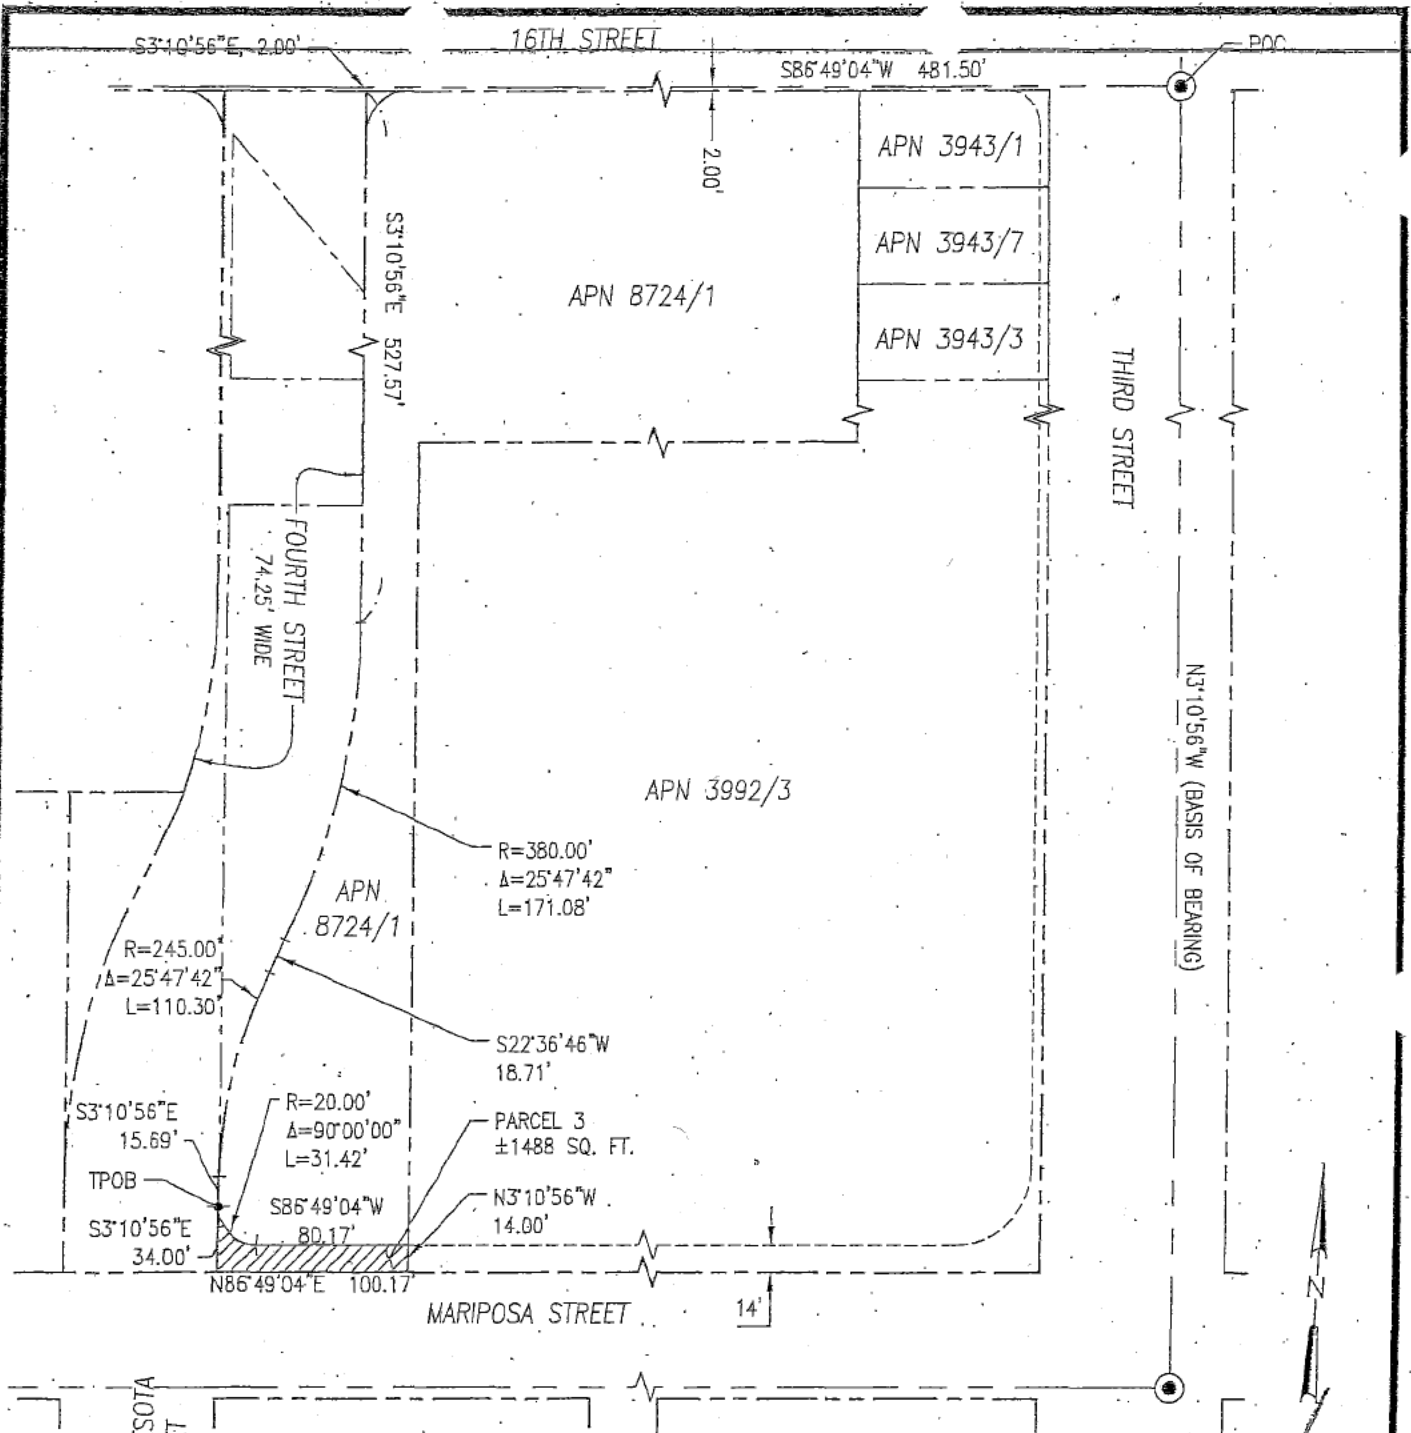 S3°10'56"E, 2.00'
16TH STREET
POC
S86°49'04"W 481.50'
2.00'
APN 3943/1
APN 3943/7
APN 3943/3
S3°10'56"E 527.57'
APN 8724/1
THIRD STREET
FOURTH STREET
74.25' WIDE
N3°10'56"W (BASIS OF BEARING)
APN 3992/3
R=380.00'
Δ=25°47'42"
L=171.08'
APN
8724/1
R=245.00'
Δ=25°47'42"
L=110.30'
S22°36'46"W
18.71'
S3°10'56"E
15.69'
R=20.00'
Δ=90°00'00"
L=31.42'
PARCEL 3
±1488 SQ. FT.
TPOB
S86°49'04"W
80.17'
N3°10'56"W
14.00'
S3°10'56"E
34.00'
N86°49'04"E 100.17'
MARIPOSA STREET
14'
N